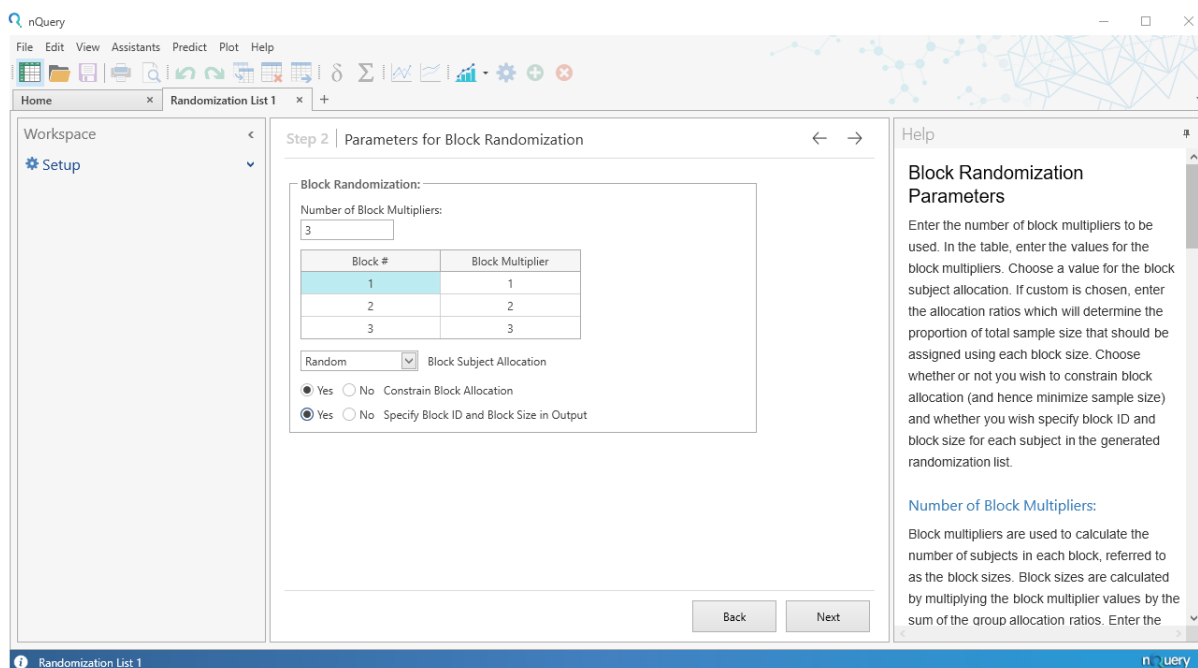 nQuery
File Edit View Assistants Predict Plot Help
Home
Randomization List 1
Workspace
Setup
Step 2 Parameters for Block Randomization
Block Randomization:
Number of Block Multipliers:
3
Block # Block Multiplier
1 1
2 2
3 3
Random Block Subject Allocation
Yes No Constrain Block Allocation
Yes No Specify Block ID and Block Size in Output
Back Next
Help
Block Randomization
Parameters
Enter the number of block multipliers to be
used. In the table, enter the values for the
block multipliers. Choose a value for the block
subject allocation. If custom is chosen, enter
the allocation ratios which will determine the
proportion of total sample size that should be
assigned using each block size. Choose
whether or not you wish to constrain block
allocation (and hence minimize sample size)
and whether you wish specify block ID and
block size for each subject in the generated
randomization list.
Number of Block Multipliers:
Block multipliers are used to calculate the
number of subjects in each block, referred to
as the block sizes. Block sizes are calculated
by multiplying the block multiplier values by the
sum of the group allocation ratios. Enter the
Randomization List 1
nQuery